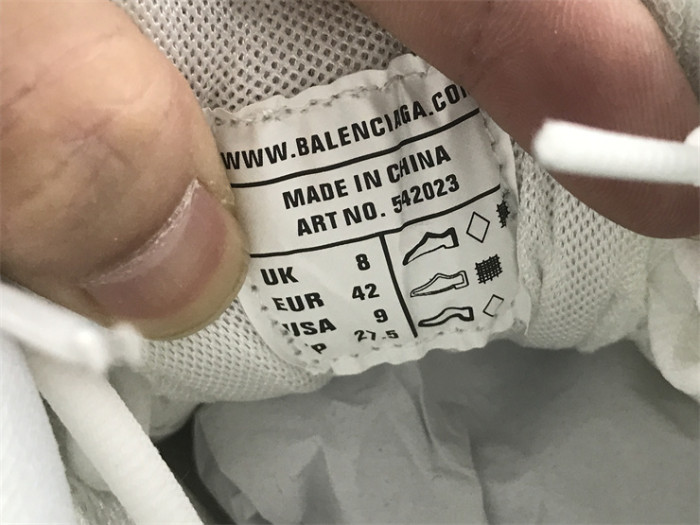 WWW.BALENCIAGA.CO
MADE IN CHINA
ART NO. 542023
UK 8
EUR 42
USA 9
P 27.5